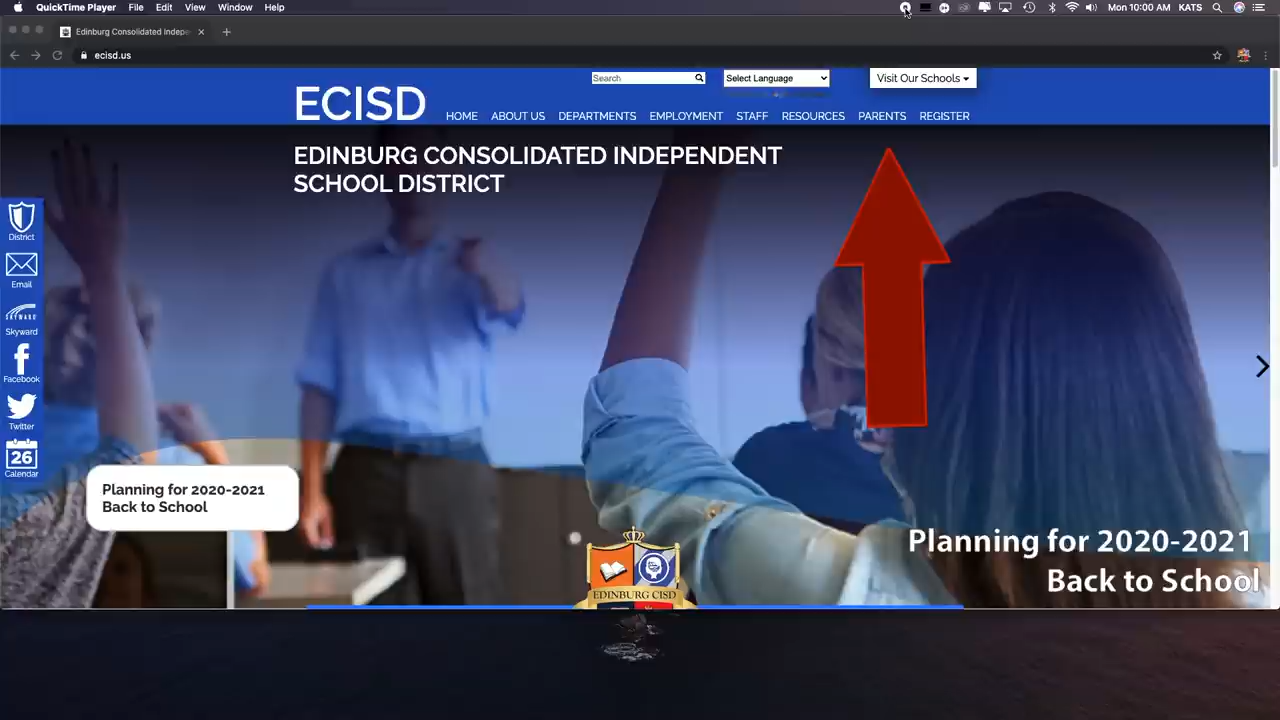 QuickTime Player File Edit View Window Help
Mon 10:00 AM KATS
Edinburg Consolidated Indepe
ecisd.us
Search
Select Language
Visit Our Schools
ECISD
HOME ABOUT US DEPARTMENTS EMPLOYMENT STAFF RESOURCES PARENTS REGISTER
EDINBURG CONSOLIDATED INDEPENDENT
SCHOOL DISTRICT
District
Email
SKYWARD
Skyward
Facebook
Twitter
26
Calendar
Planning for 2020-2021
Back to School
Planning for 2020-2021
Back to School
EDINBURG CISD